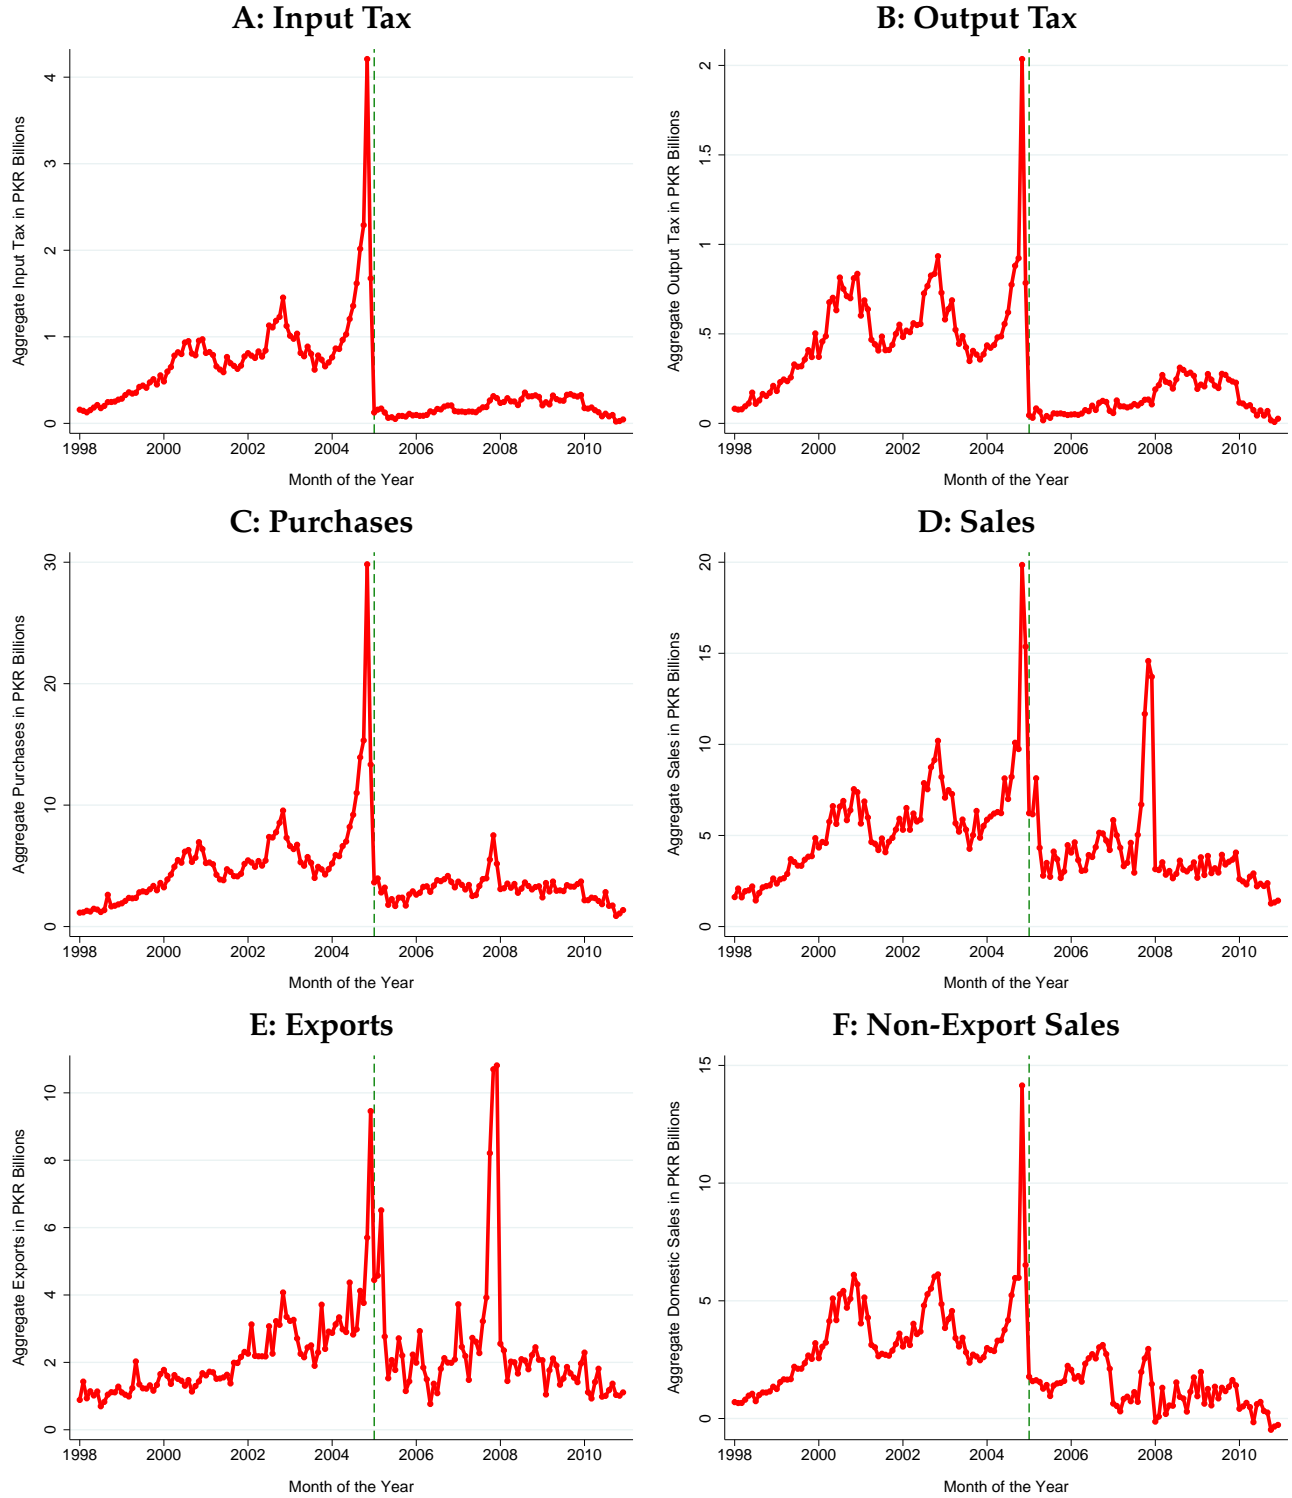 A: Input Tax
Aggregate Input Tax in PKR Billions
4
3
2
1
0
1998 2000 2002 2004 2006 2008 2010
Month of the Year
B: Output Tax
Aggregate Output Tax in PKR Billions
2
1.5
1
.5
0
1998 2000 2002 2004 2006 2008 2010
Month of the Year
C: Purchases
Aggregate Purchases in PKR Billions
30
20
10
0
1998 2000 2002 2004 2006 2008 2010
Month of the Year
D: Sales
Aggregate Sales in PKR Billions
20
15
10
5
0
1998 2000 2002 2004 2006 2008 2010
Month of the Year
E: Exports
Aggregate Exports in PKR Billions
10
8
6
4
2
0
1998 2000 2002 2004 2006 2008 2010
Month of the Year
F: Non-Export Sales
Aggregate Domestic Sales in PKR Billions
15
10
5
0
1998 2000 2002 2004 2006 2008 2010
Month of the Year